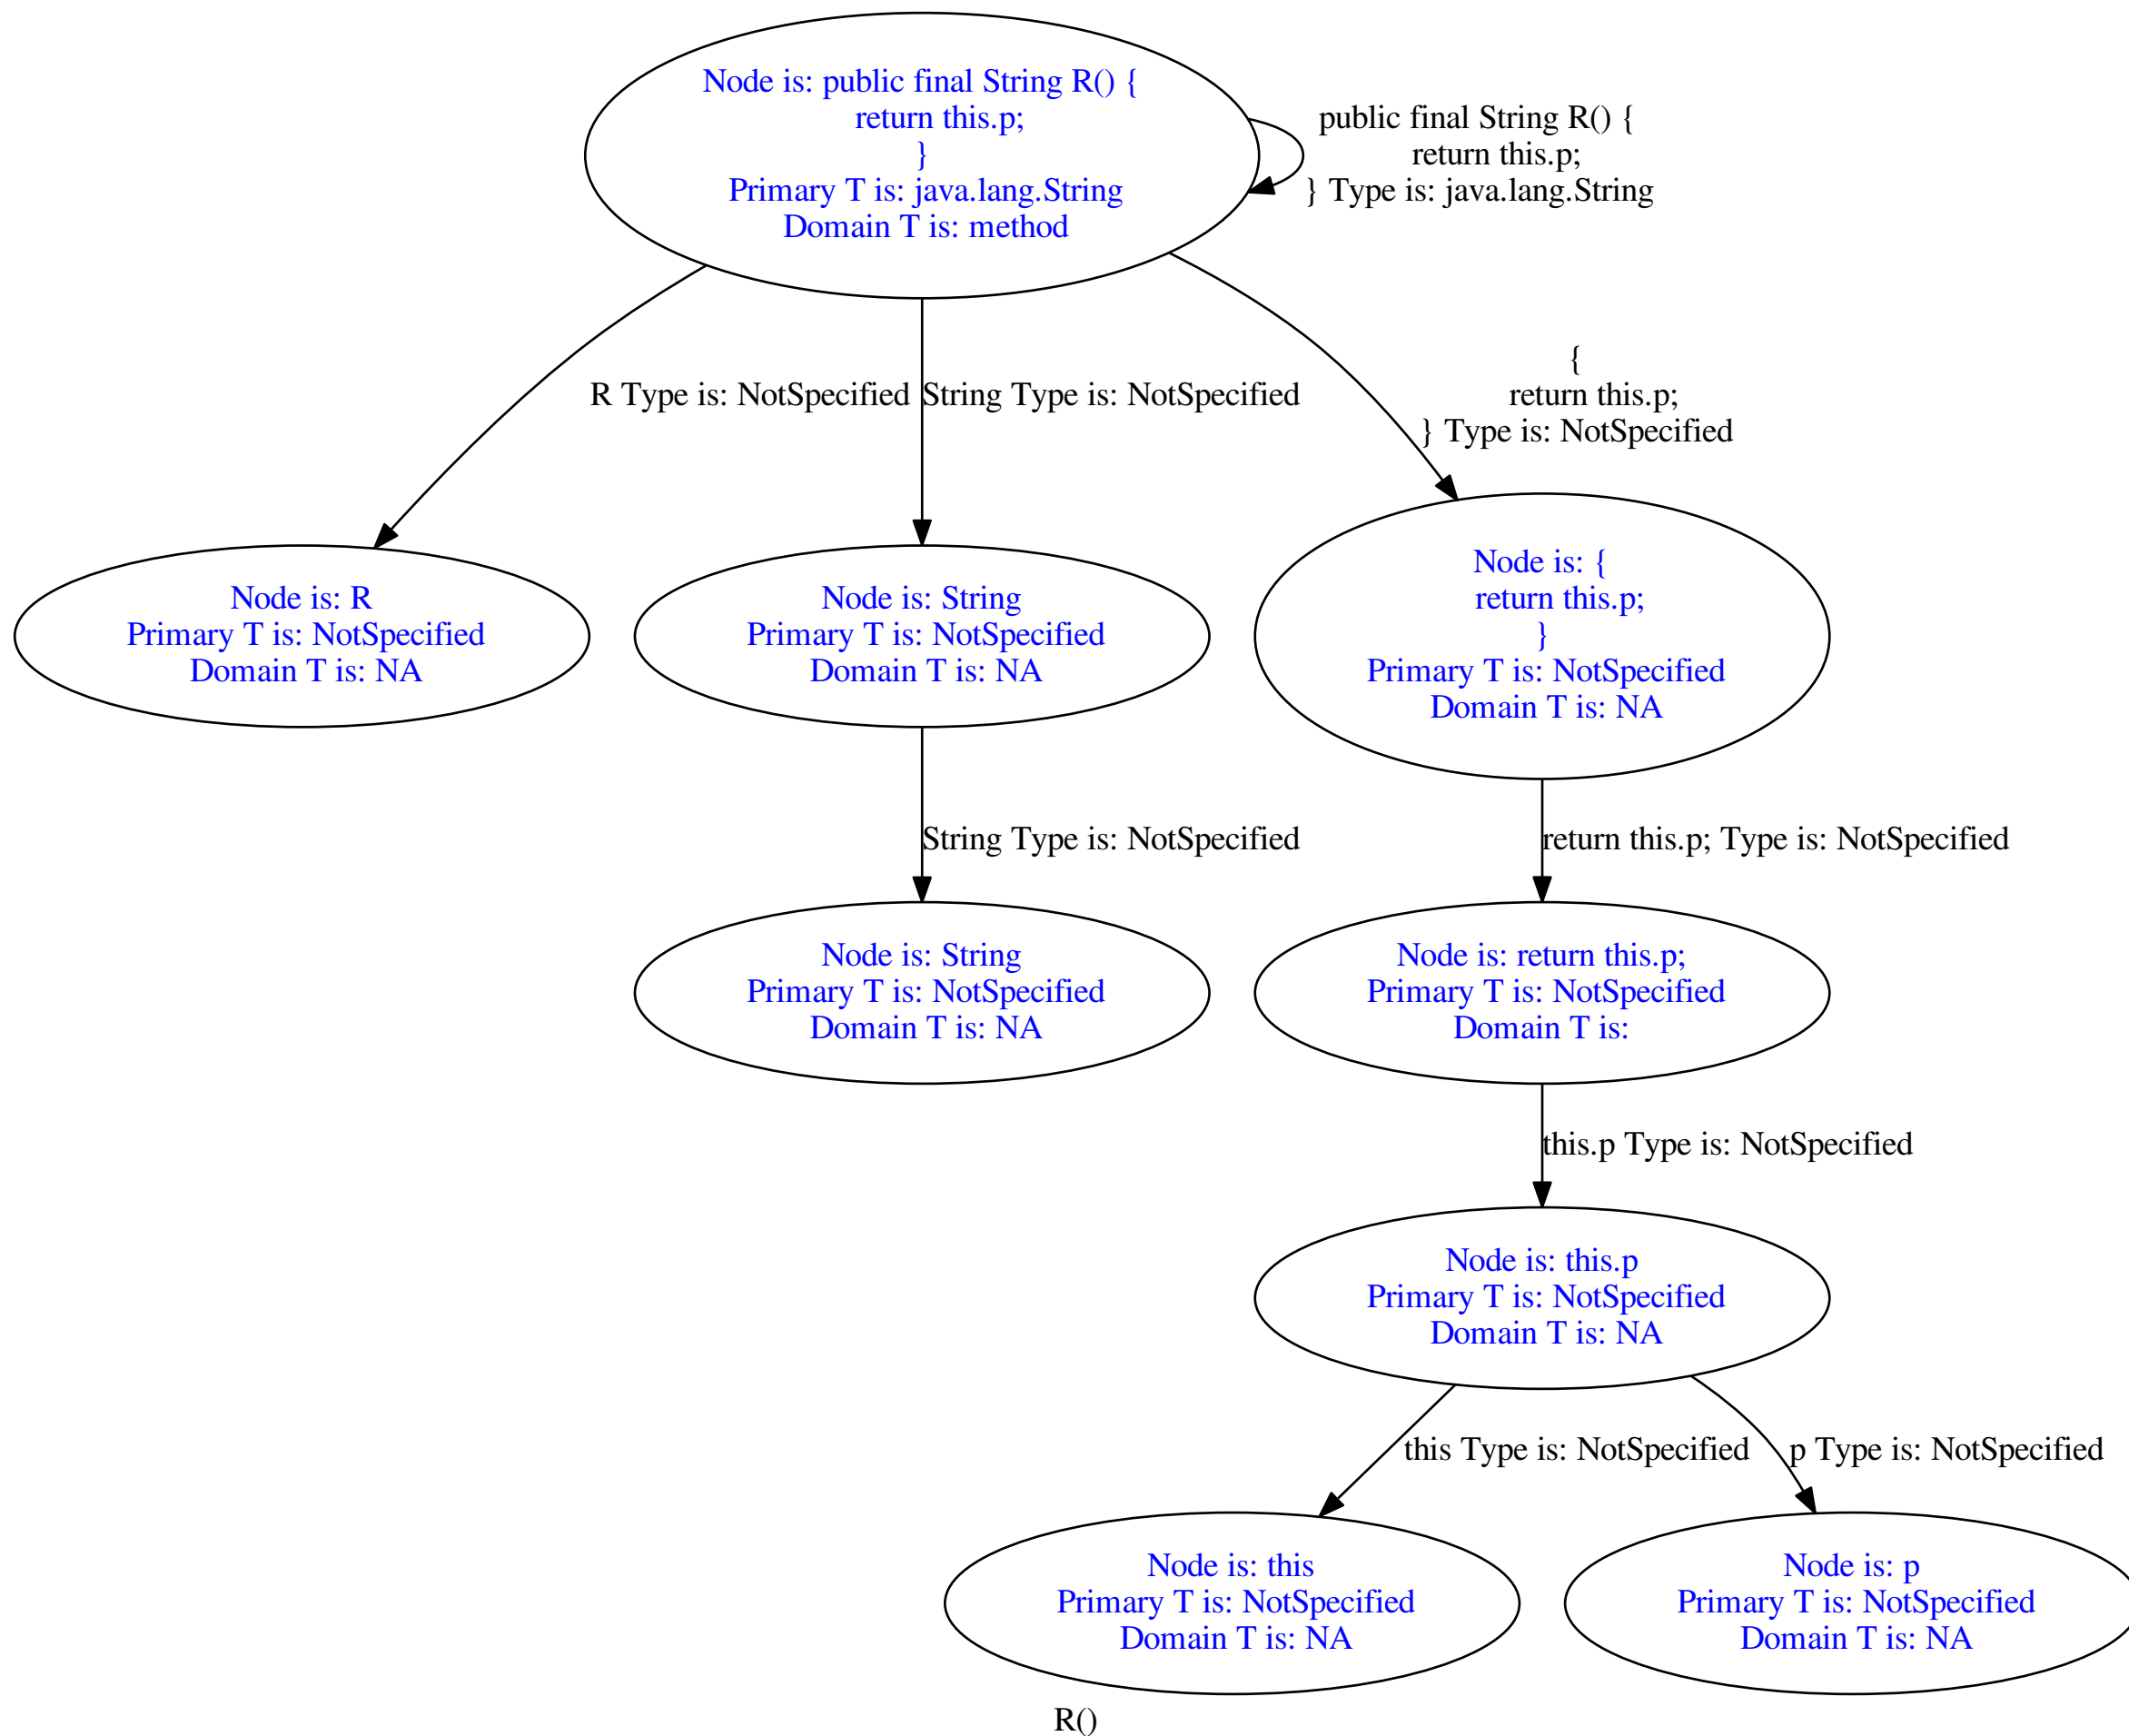 Node is: public final String R() {
return this.p;
}
Primary T is: java.lang.String
Domain T is: method
public final String R() {
return this.p;
} Type is: java.lang.String
R Type is: NotSpecified
String Type is: NotSpecified
{
return this.p;
} Type is: NotSpecified
Node is: R
Primary T is: NotSpecified
Domain T is: NA
Node is: String
Primary T is: NotSpecified
Domain T is: NA
Node is: {
return this.p;
}
Primary T is: NotSpecified
Domain T is: NA
String Type is: NotSpecified
return this.p; Type is: NotSpecified
Node is: String
Primary T is: NotSpecified
Domain T is: NA
Node is: return this.p;
Primary T is: NotSpecified
Domain T is:
this.p Type is: NotSpecified
Node is: this.p
Primary T is: NotSpecified
Domain T is: NA
this Type is: NotSpecified
p Type is: NotSpecified
Node is: this
Primary T is: NotSpecified
Domain T is: NA
Node is: p
Primary T is: NotSpecified
Domain T is: NA
R()